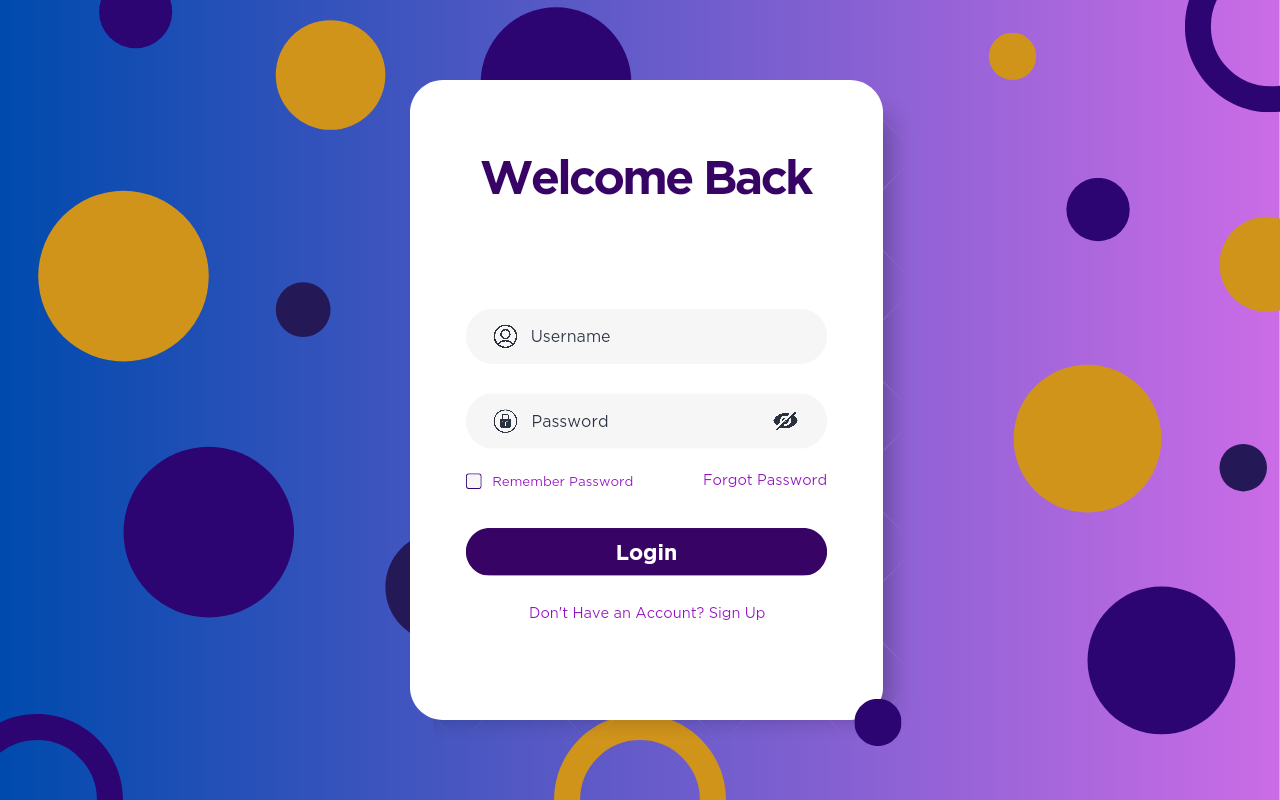 Welcome Back
Username
Password
Remember Password
Forgot Password
Login
Don't Have an Account? Sign Up